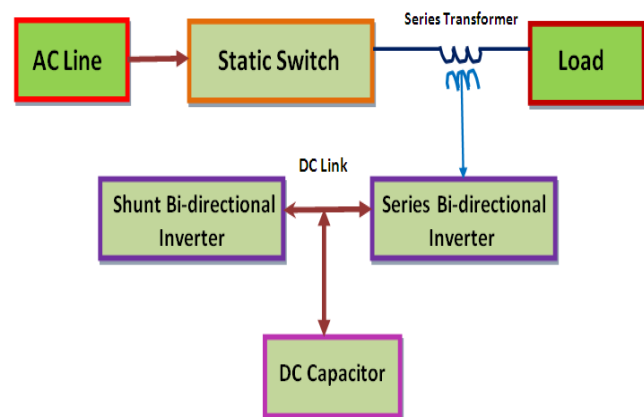 Series Transformer
AC Line
Static Switch
Load
DC Link
Shunt Bi-directional
Inverter
Series Bi-directional
Inverter
DC Capacitor